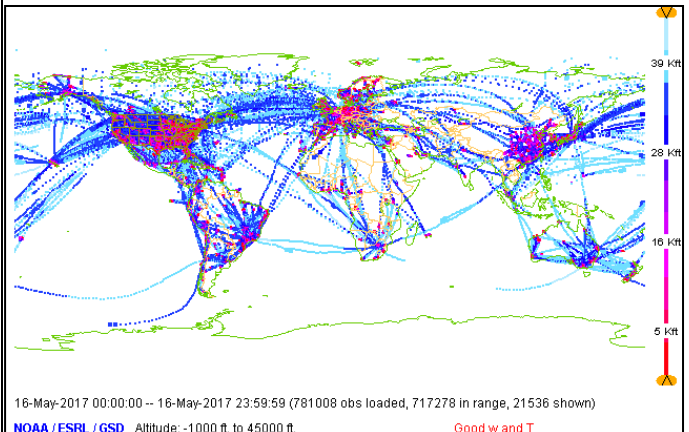 39 Kft
28 Kft
16 Kft
5 Kft
16-May-2017 00:00:00 -- 16-May-2017 23:59:59 (781008 obs loaded, 717278 in range, 21536 shown)
NOAA / ESRL / GSD Altitude: -1000 ft. to 45000 ft. Good w and T